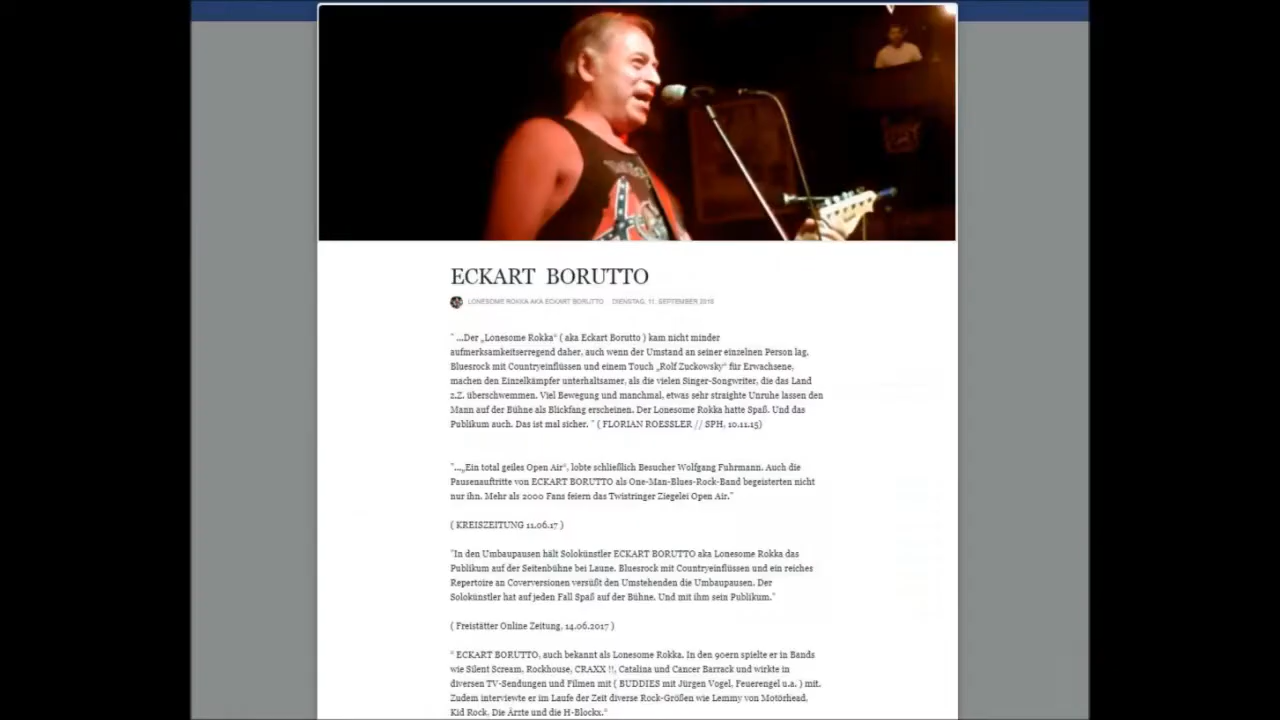 ECKART BORUTTO
LONESOME ROKKA AKA ECKART BORUTTO DIENSTAG, 11. SEPTEMBER 2018
" ...Der „Lonesome Rokka“ ( aka Eckart Borutto ) kam nicht minder
aufmerksamkeitserregend daher, auch wenn der Umstand an seiner einzelnen Person lag.
Bluesrock mit Countryeinflüssen und einem Touch „Rolf Zuckowsky“ für Erwachsene,
machen den Einzelkämpfer unterhaltsamer, als die vielen Singer-Songwriter, die das Land
z.Z. überschwemmen. Viel Bewegung und manchmal, etwas sehr straighte Unruhe lassen den
Mann auf der Bühne als Blickfang erscheinen. Der Lonesome Rokka hatte Spaß. Und das
Publikum auch. Das ist mal sicher. " ( FLORIAN ROESSLER // SPH, 10.11.15)
"...„Ein total geiles Open Air“, lobte schließlich Besucher Wolfgang Fuhrmann. Auch die
Pausenauftritte von ECKART BORUTTO als One-Man-Blues-Rock-Band begeisterten nicht
nur ihn. Mehr als 2000 Fans feiern das Twistringer Ziegelei Open Air."
( KREISZEITUNG 11.06.17 )
"In den Umbaupausen hält Solokünstler ECKART BORUTTO aka Lonesome Rokka das
Publikum auf der Seitenbühne bei Laune. Bluesrock mit Countryeinflüssen und ein reiches
Repertoire an Coverversionen versüßt den Umstehenden die Umbaupausen. Der
Solokünstler hat auf jeden Fall Spaß auf der Bühne. Und mit ihm sein Publikum."
( Freistätter Online Zeitung, 14.06.2017 )
“ ECKART BORUTTO, auch bekannt als Lonesome Rokka. In den 90ern spielte er in Bands
wie Silent Scream, Rockhouse, CRAXX !!, Catalina und Cancer Barrack und wirkte in
diversen TV-Sendungen und Filmen mit ( BUDDIES mit Jürgen Vogel, Feuerengel u.a. ) mit.
Zudem interviewte er im Laufe der Zeit diverse Rock-Größen wie Lemmy von Motörhead,
Kid Rock, Die Ärzte und die H-Blockx.“